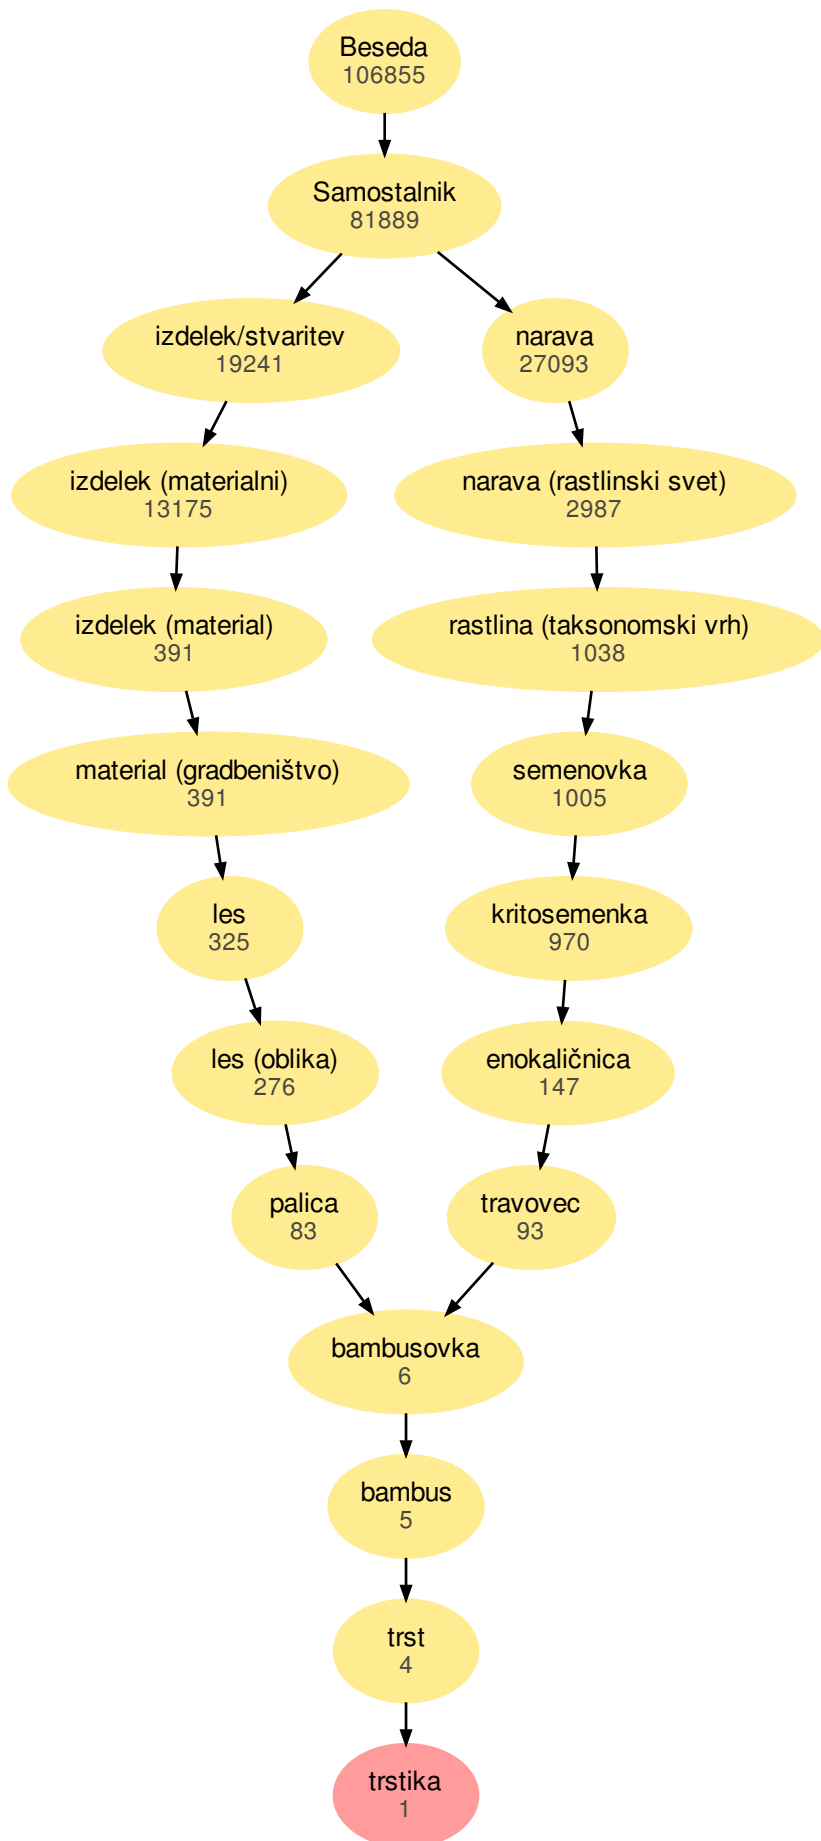 Beseda
106855
Samostalnik
81889
izdelek/stvaritev
19241
narava
27093
izdelek (materialni)
13175
narava (rastlinski svet)
2987
izdelek (material)
391
rastlina (taksonomski vrh)
1038
material (gradbeništvo)
391
semenovka
1005
les
325
kritosemenka
970
les (oblika)
276
enokaličnica
147
palica
83
travovec
93
bambusovka
6
bambus
5
trst
4
trstika
1